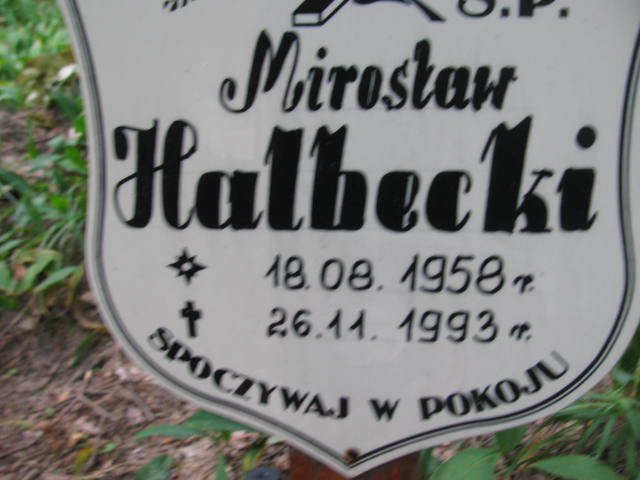 Ś.P.
Mirosław
Halbecki
18.08.1958 r.
26.11.1993 r.
SPOCZYWAJ W POKOJU